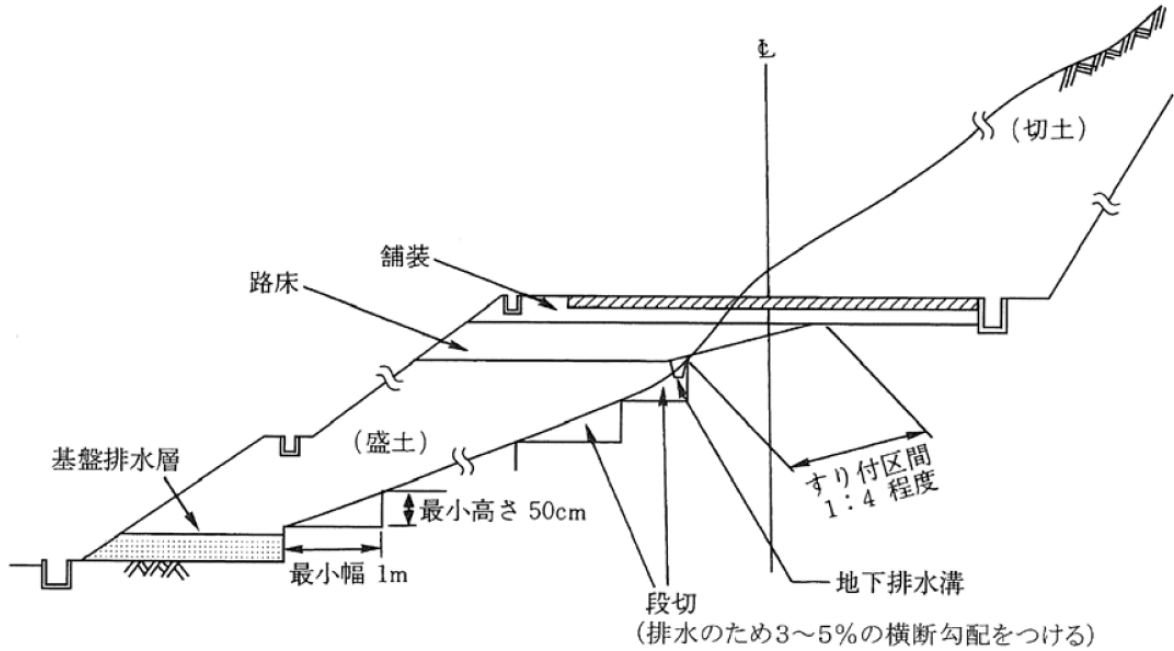 ℄
(切土)
舗装
路床
(盛土)
基盤排水層
最小高さ 50cm
最小幅 1m
すり付区間
1：4 程度
地下排水溝
段切
(排水のため3～5％の横断勾配をつける)